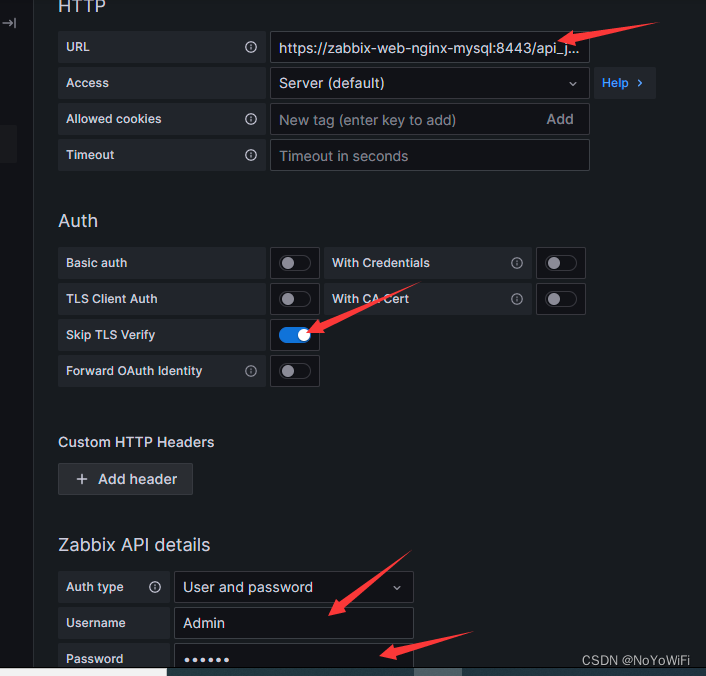 HTTP
URL https://zabbix-web-nginx-mysql:8443/api_j...
Access Server (default) Help >
Allowed cookies New tag (enter key to add) Add
Timeout Timeout in seconds
Auth
Basic auth With Credentials
TLS Client Auth With CA Cert
Skip TLS Verify
Forward OAuth Identity
Custom HTTP Headers
+ Add header
Zabbix API details
Auth type User and password
Username Admin
Password ••••••
CSDN @NoYoWiFi